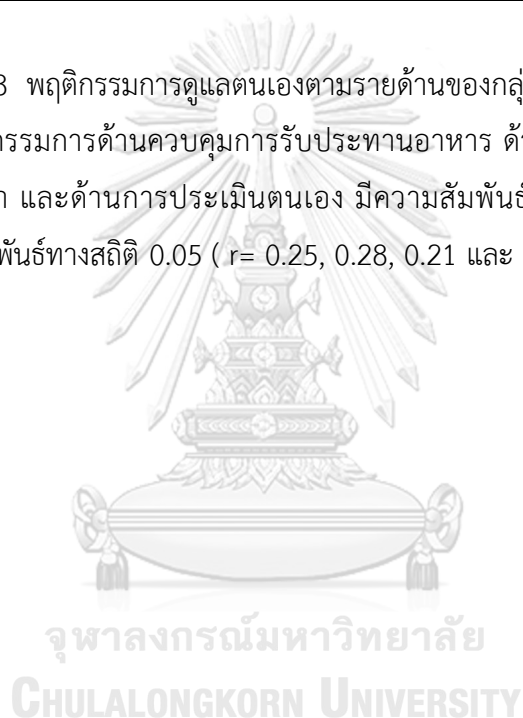 3 พฤติกรรมการดูแลตนเองตามรายด้านของกลุ่
กรรมการด้านควบคุมการรับประทานอาหาร ด้
และด้านการประเมินตนเอง มีความสัมพันธ์
พันธ์ทางสถิติ 0.05 ( r= 0.25, 0.28, 0.21 และ
จุฬาลงกรณ์มหาวิทยาลัย
CHULALONGKORN UNIVERSITY